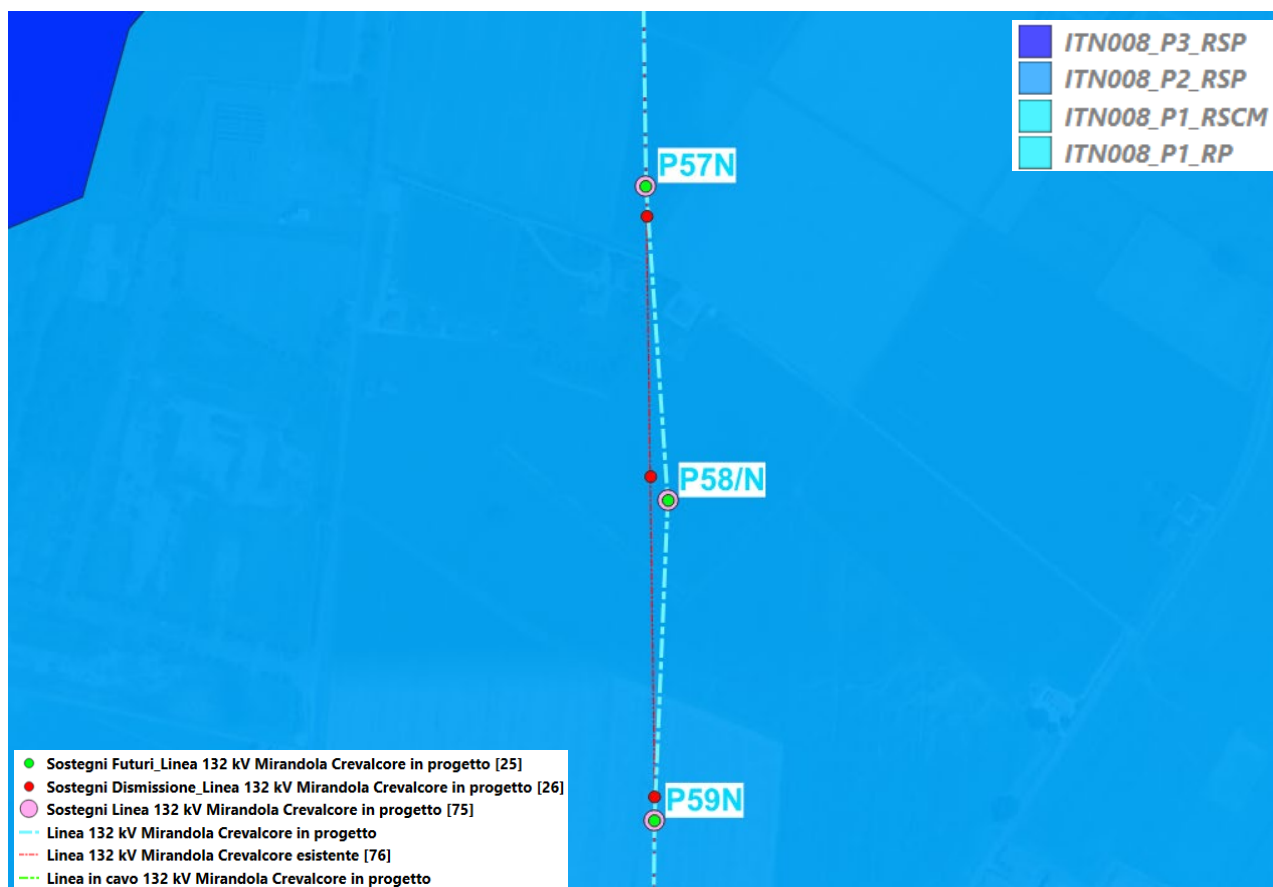 ITN008_P3_RSP
ITN008_P2_RSP
ITN008_P1_RSCM
ITN008_P1_RP
P57N
P58/N
P59N
Sostegni Futuri_Linea 132 kV Mirandola Crevalcore in progetto [25]
Sostegni Dismissione_Linea 132 kV Mirandola Crevalcore in progetto [26]
Sostegni Linea 132 kV Mirandola Crevalcore in progetto [75]
Linea 132 kV Mirandola Crevalcore in progetto
Linea 132 kV Mirandola Crevalcore esistente [76]
Linea in cavo 132 kV Mirandola Crevalcore in progetto